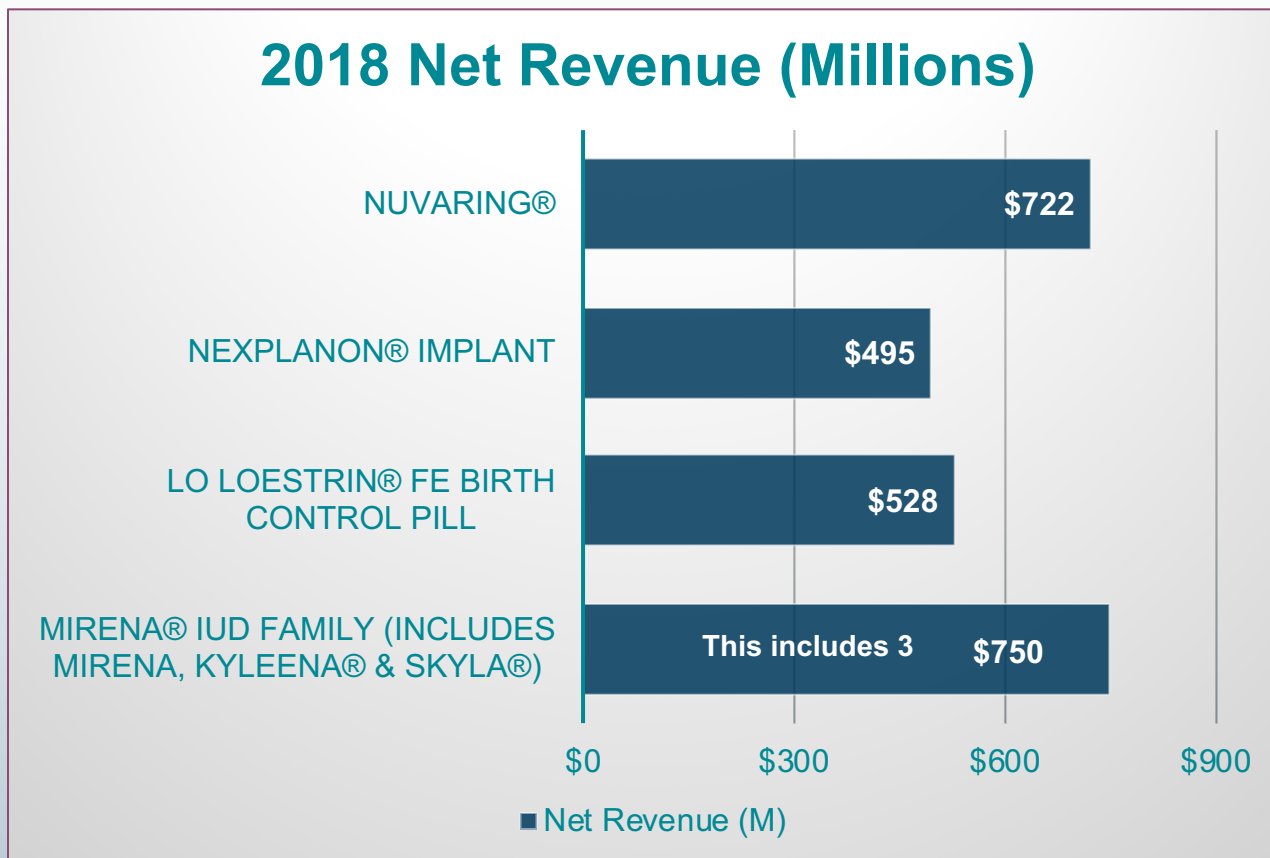 2018 Net Revenue (Millions)
NUVARING®
$722
NEXPLANON® IMPLANT
$495
LO LOESTRIN® FE BIRTH
CONTROL PILL
$528
MIRENA® IUD FAMILY (INCLUDES
MIRENA, KYLEENA® & SKYLA®)
This includes 3
$750
$0 $300 $600 $900
Net Revenue (M)